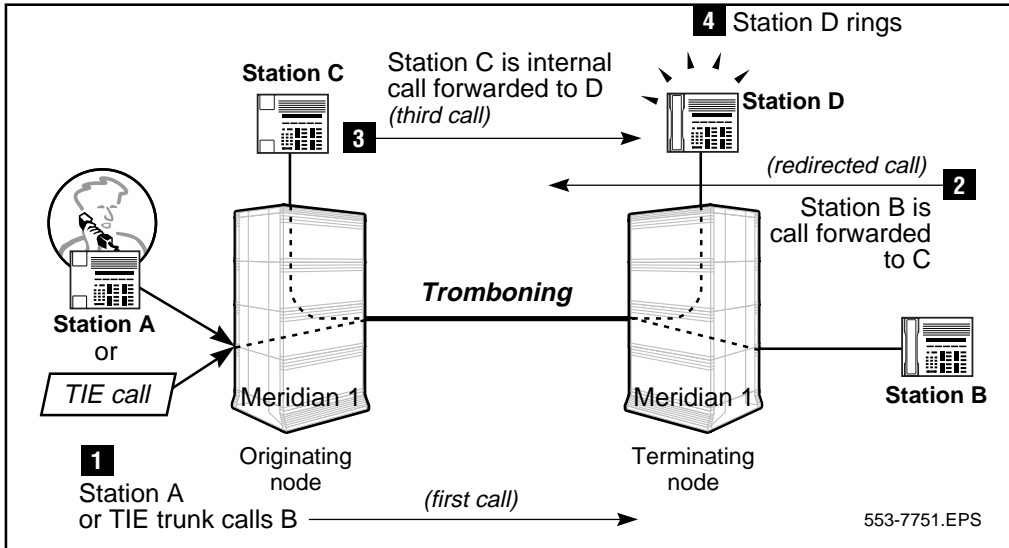 4 Station D rings
Station C
Station C is internal
call forwarded to D
(third call)
3
Station D
(redirected call)
2
Station B is
call forwarded
to C
Tromboning
Station A
or
TIE call
Meridian 1
Meridian 1
Station B
Originating
node
Terminating
node
1
Station A
or TIE trunk calls B
(first call)
553-7751.EPS